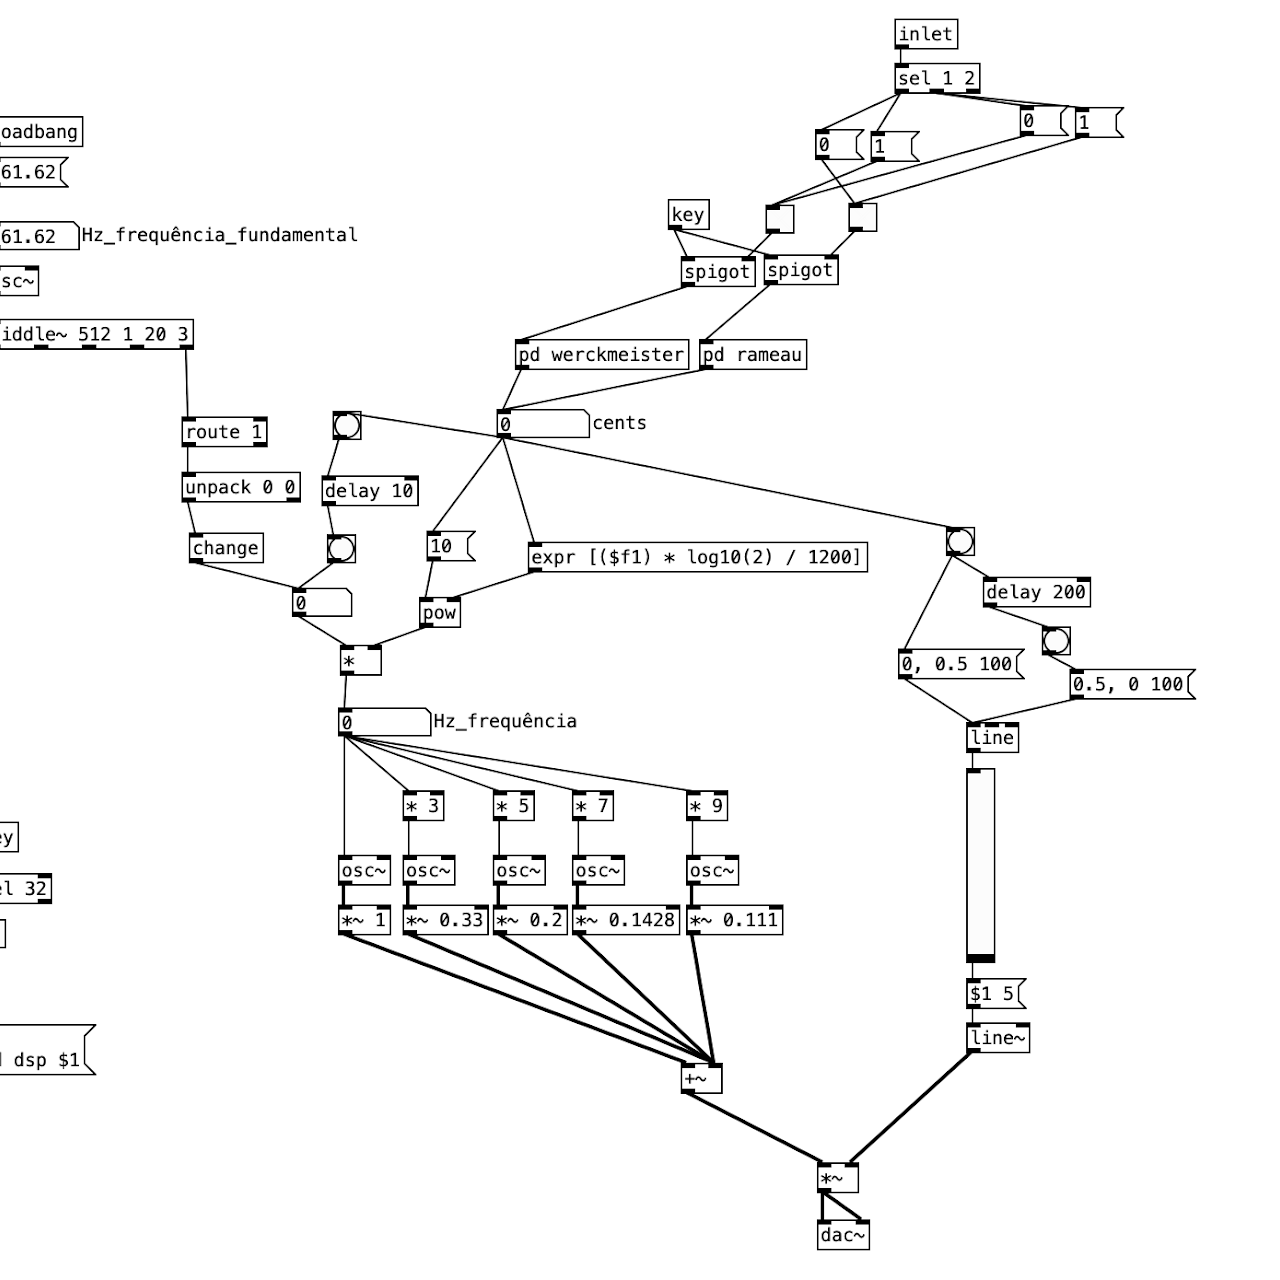 inlet
sel 1 2
0
1
0
1
oadbang
61.62
61.62
Hz_frequência_fundamental
sc~
iddle~ 512 1 20 3
key
spigot
spigot
pd werckmeister
pd rameau
0
cents
route 1
unpack 0 0
delay 10
change
10
expr [($f1) * log10(2) / 1200]
0
pow
*
delay 200
0, 0.5 100
0.5, 0 100
line
0
Hz_frequência
* 3
* 5
* 7
* 9
osc~
osc~
osc~
osc~
osc~
*~ 1
*~ 0.33
*~ 0.2
*~ 0.1428
*~ 0.111
ey
el 32
$1 5
line~
d dsp $1
+~
*~
dac~